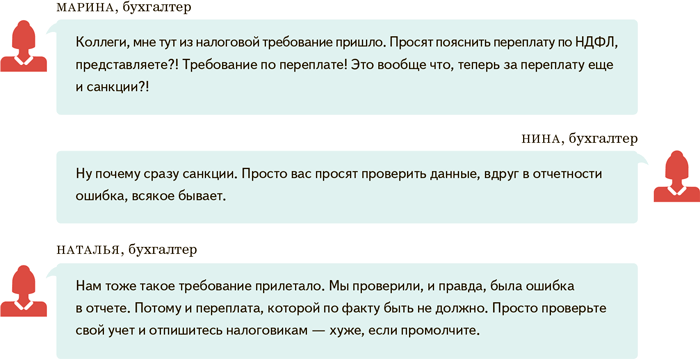 МАРИНА, бухгалтер
Коллеги, мне тут из налоговой требование пришло. Просят пояснить переплату по НДФЛ,
представляете?! Требование по переплате! Это вообще что, теперь за переплату еще
и санкции?!
НИНА, бухгалтер
Ну почему сразу санкции. Просто вас просят проверить данные, вдруг в отчетности
ошибка, всякое бывает.
НАТАЛЬЯ, бухгалтер
Нам тоже такое требование прилетало. Мы проверили, и правда, была ошибка
в отчете. Потому и переплата, которой по факту быть не должно. Просто проверьте
свой учет и отпишитесь налоговикам — хуже, если промолчите.